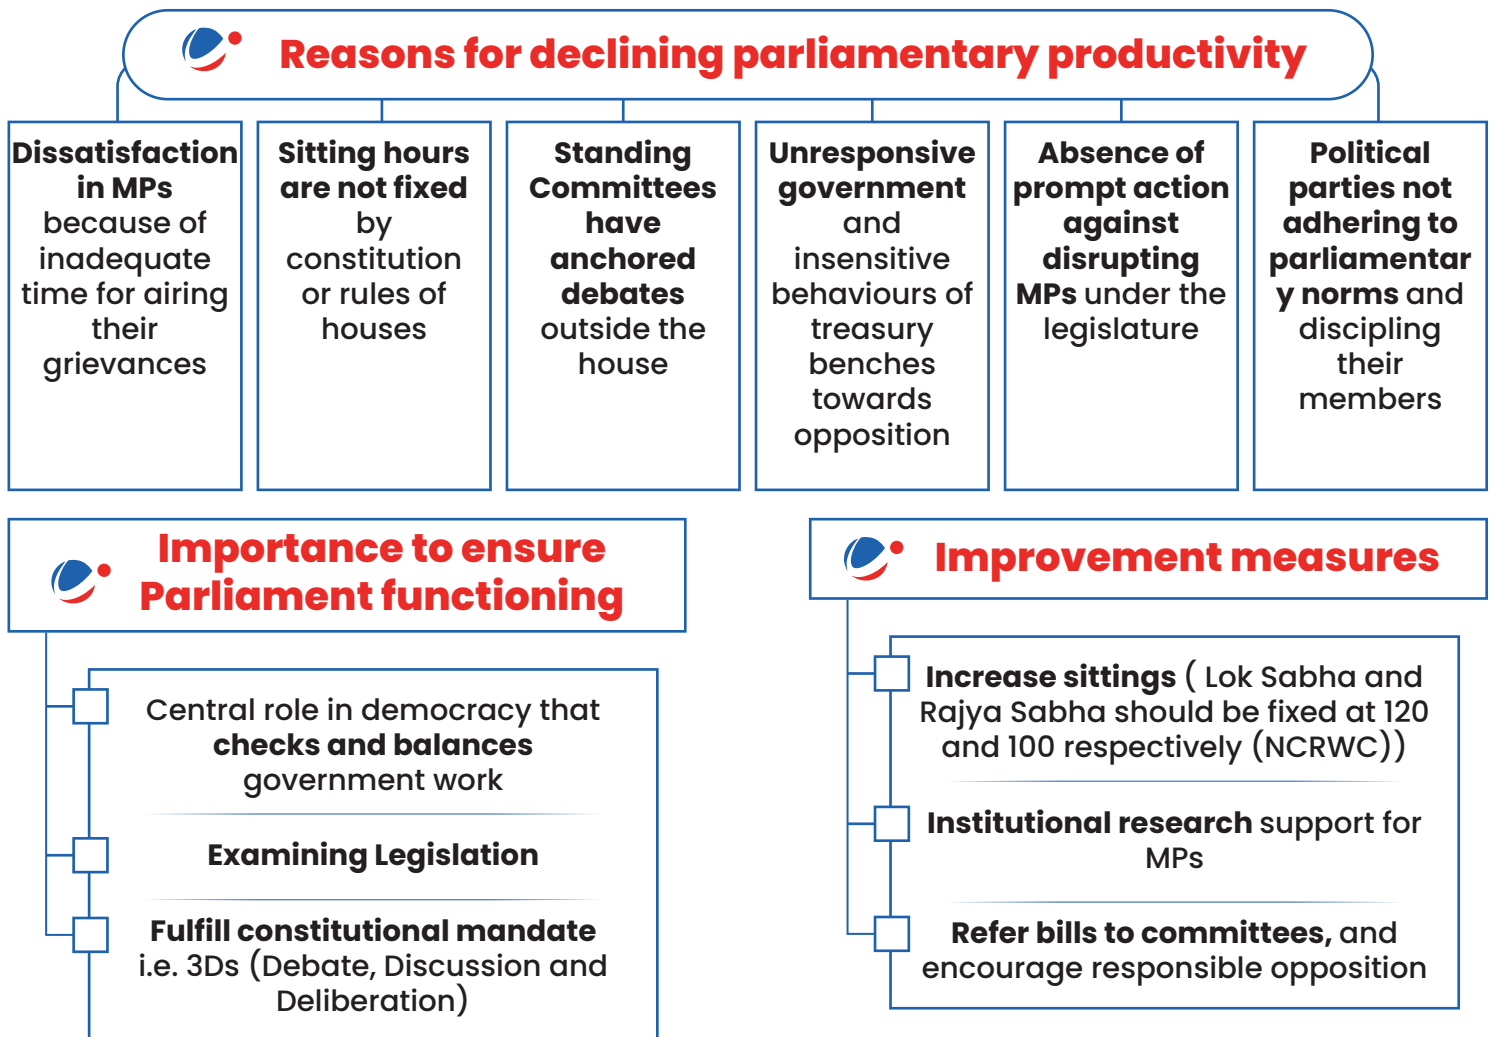 Reasons for declining parliamentary productivity
Dissatisfaction
in MPs
because of
inadequate
time for airing
their
grievances
Sitting hours
are not fixed
by
constitution
or rules of
houses
Standing
Committees
have
anchored
debates
outside the
house
Unresponsive
government
and
insensitive
behaviours of
treasury
benches
towards
opposition
Absence of
prompt action
against
disrupting
MPs under the
legislature
Political
parties not
adhering to
parliamentar
y norms and
discipling
their
members
Importance to ensure
Parliament functioning
Central role in democracy that
checks and balances
government work
Examining Legislation
Fulfill constitutional mandate
i.e. 3Ds (Debate, Discussion and
Deliberation)
Improvement measures
Increase sittings ( Lok Sabha and
Rajya Sabha should be fixed at 120
and 100 respectively (NCRWC))
Institutional research support for
MPs
Refer bills to committees, and
encourage responsible opposition